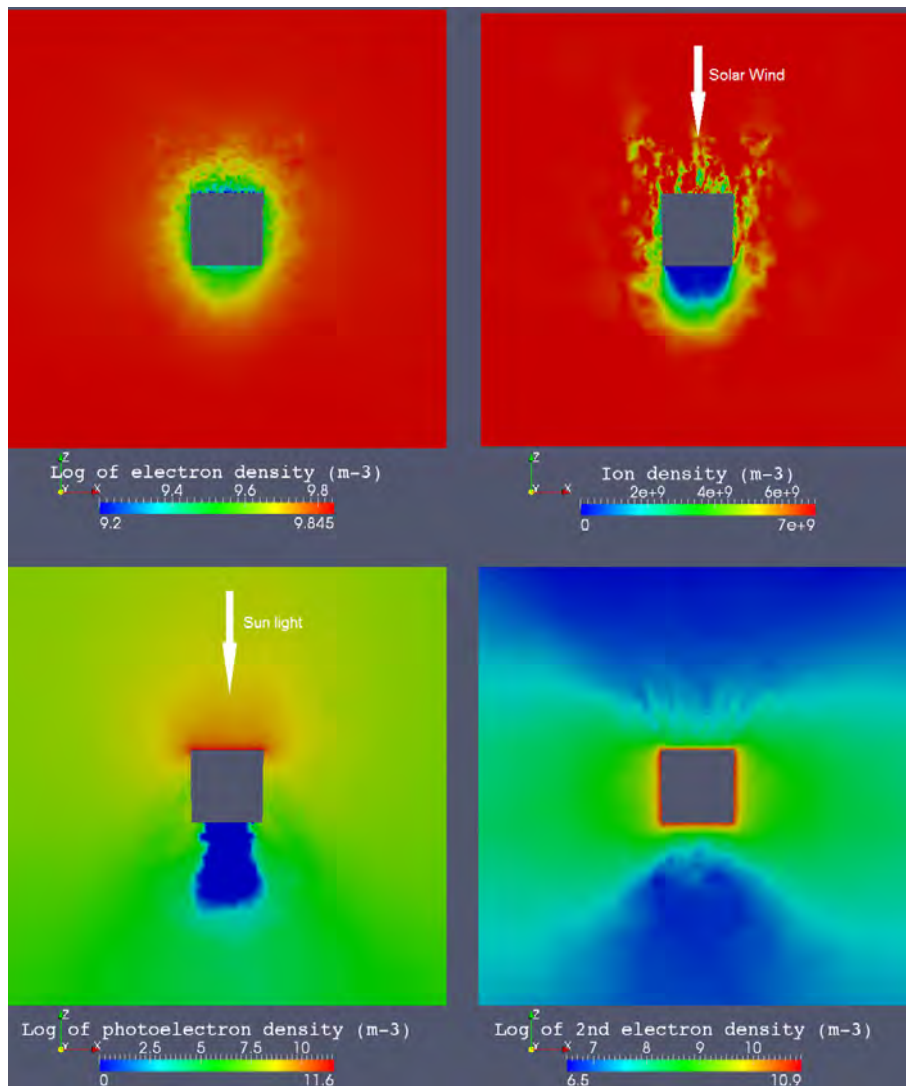 Solar Wind
Z
Log of electron density (m-3)
Y X
9.4 9.6 9.8
9.2 9.845
Z
Ion density (m-3)
Y X
2e+9 4e+9 6e+9
0 7e+9
Sun light
Z
Log of photoelectron density (m-3)
Y X
2.5 5 7.5 10
0 11.6
Z
Log of 2nd electron density (m-3)
Y X
7 8 9 10
6.5 10.9